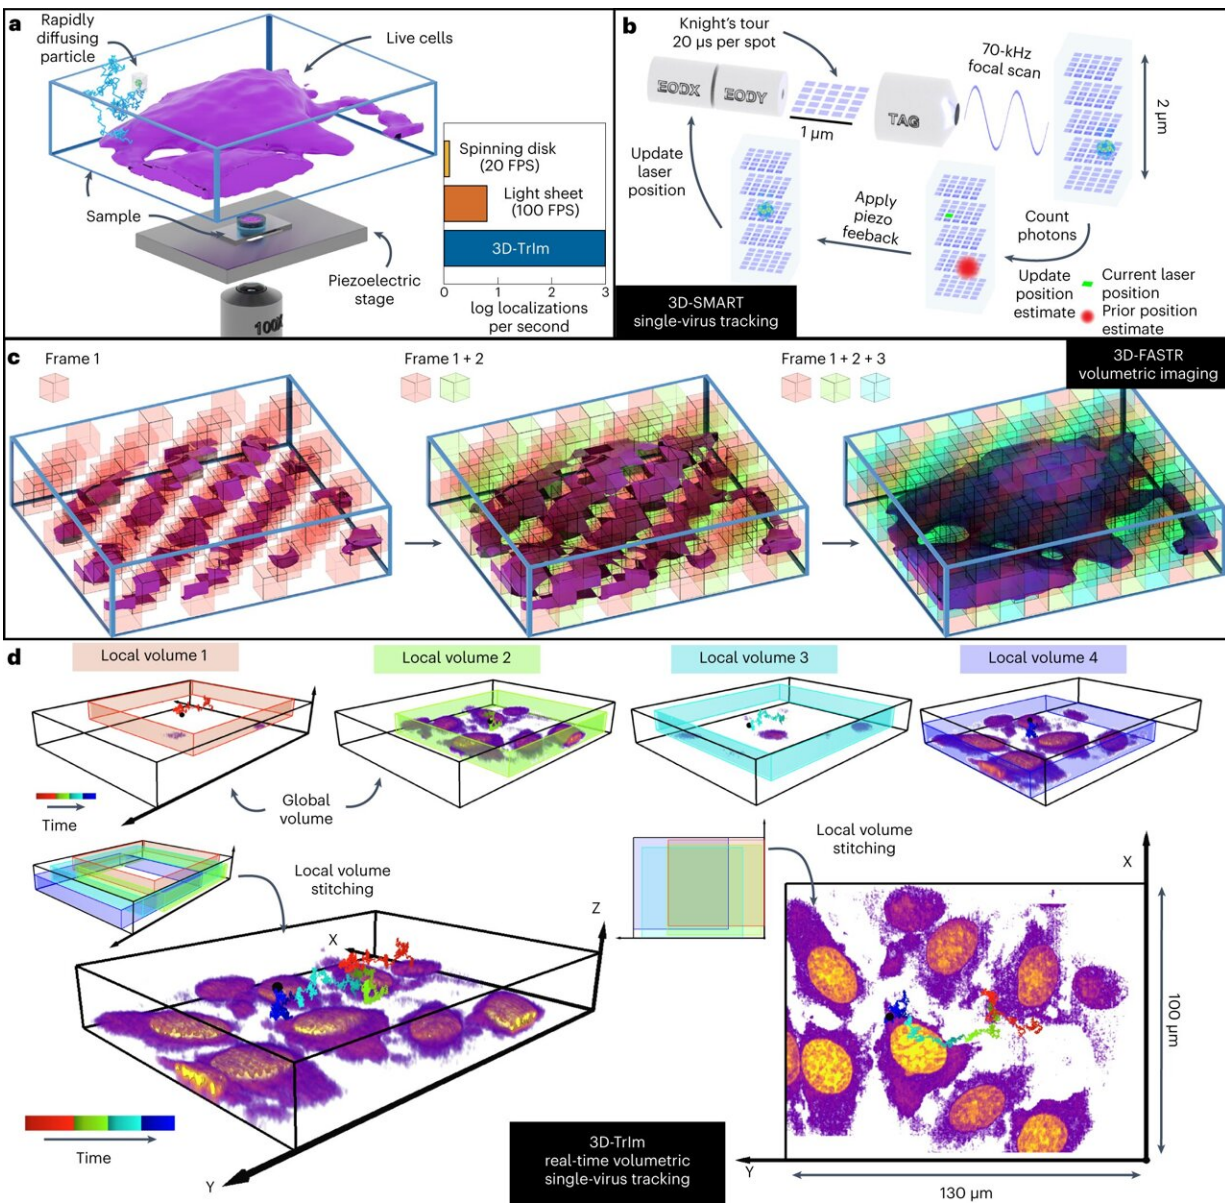 a
Rapidly
diffusing
particle
Live cells
Sample
Piezoelectric
stage
100X
Spinning disk
(20 FPS)
Light sheet
(100 FPS)
3D-TrIm
0 1 2 3
log localizations
per second
b
Knight's tour
20 µs per spot
70-kHz
focal scan
EODX
EODY
TAG
1 µm
2 µm
Update
laser
position
Apply
piezo
feeback
Count
photons
Update
position
estimate
Current laser
position
Prior position
estimate
3D-SMART
single-virus tracking
c
Frame 1
Frame 1 + 2
Frame 1 + 2 + 3
3D-FASTR
volumetric imaging
d
Local volume 1
Local volume 2
Local volume 3
Local volume 4
Time
Global
volume
Local volume
stitching
Local volume
stitching
X
Z
X
Y
Time
100 µm
Y
130 µm
3D-TrIm
real-time volumetric
single-virus tracking